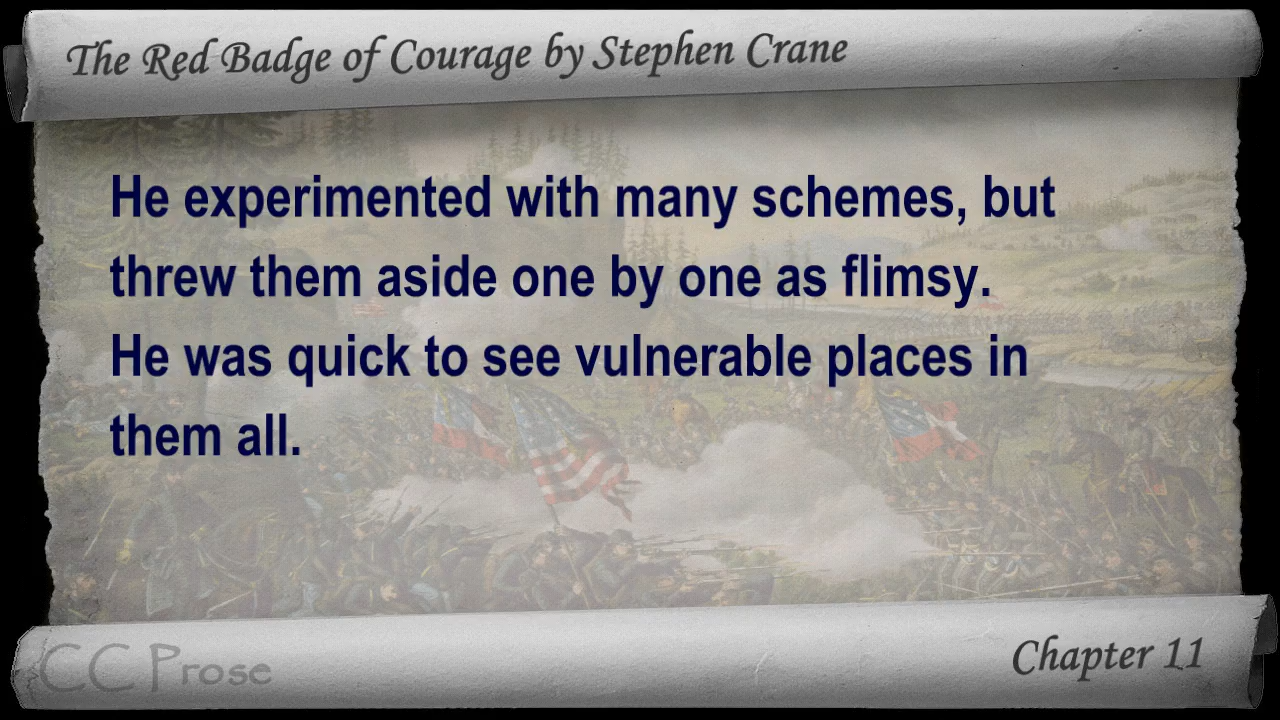 The Red Badge of Courage by Stephen Crane
He experimented with many schemes, but
threw them aside one by one as flimsy.
He was quick to see vulnerable places in
them all.
CC Prose
Chapter 11